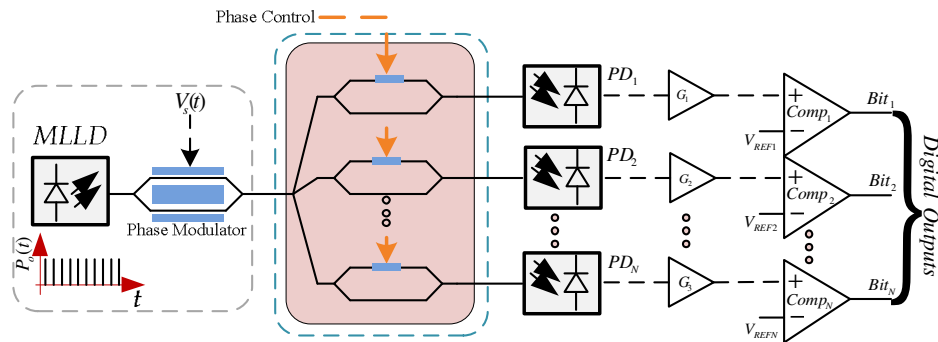 Phase Control
V_s(t)
MLLD
Phase Modulator
P_o(t)
t
PD_1
G_1
+
Comp_1
−
V_REF1
Bit_1
PD_2
G_2
+
Comp_2
−
V_REF2
Bit_2
PD_N
G_3
+
Comp_N
−
V_REFN
Bit_N
Digital Outputs